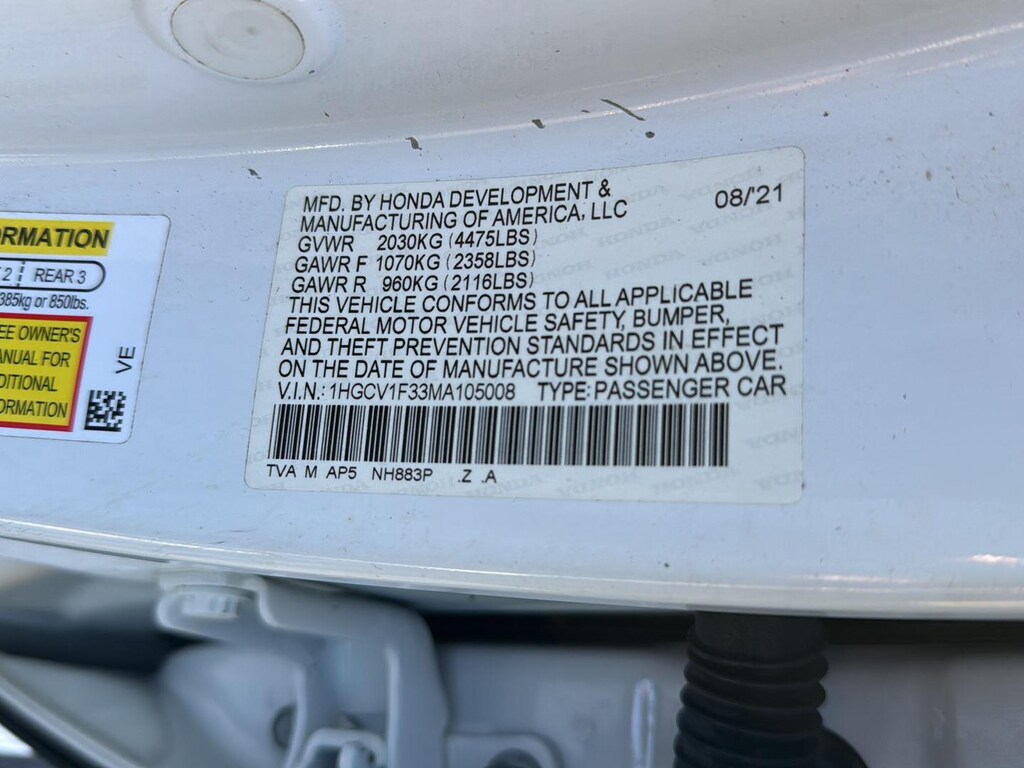 ORMATION
2 REAR 3
385kg or 850lbs.
EE OWNER'S
ANUAL FOR
DITIONAL
ORMATION
VE
MFD. BY HONDA DEVELOPMENT & 08/'21
MANUFACTURING OF AMERICA, LLC
GVWR 2030KG (4475LBS)
GAWR F 1070KG (2358LBS)
GAWR R 960KG (2116LBS)
THIS VEHICLE CONFORMS TO ALL APPLICABLE
FEDERAL MOTOR VEHICLE SAFETY, BUMPER,
AND THEFT PREVENTION STANDARDS IN EFFECT
ON THE DATE OF MANUFACTURE SHOWN ABOVE.
V.I.N.: 1HGCV1F33MA105008 TYPE: PASSENGER CAR
TVA M AP5 NH883P .Z .A